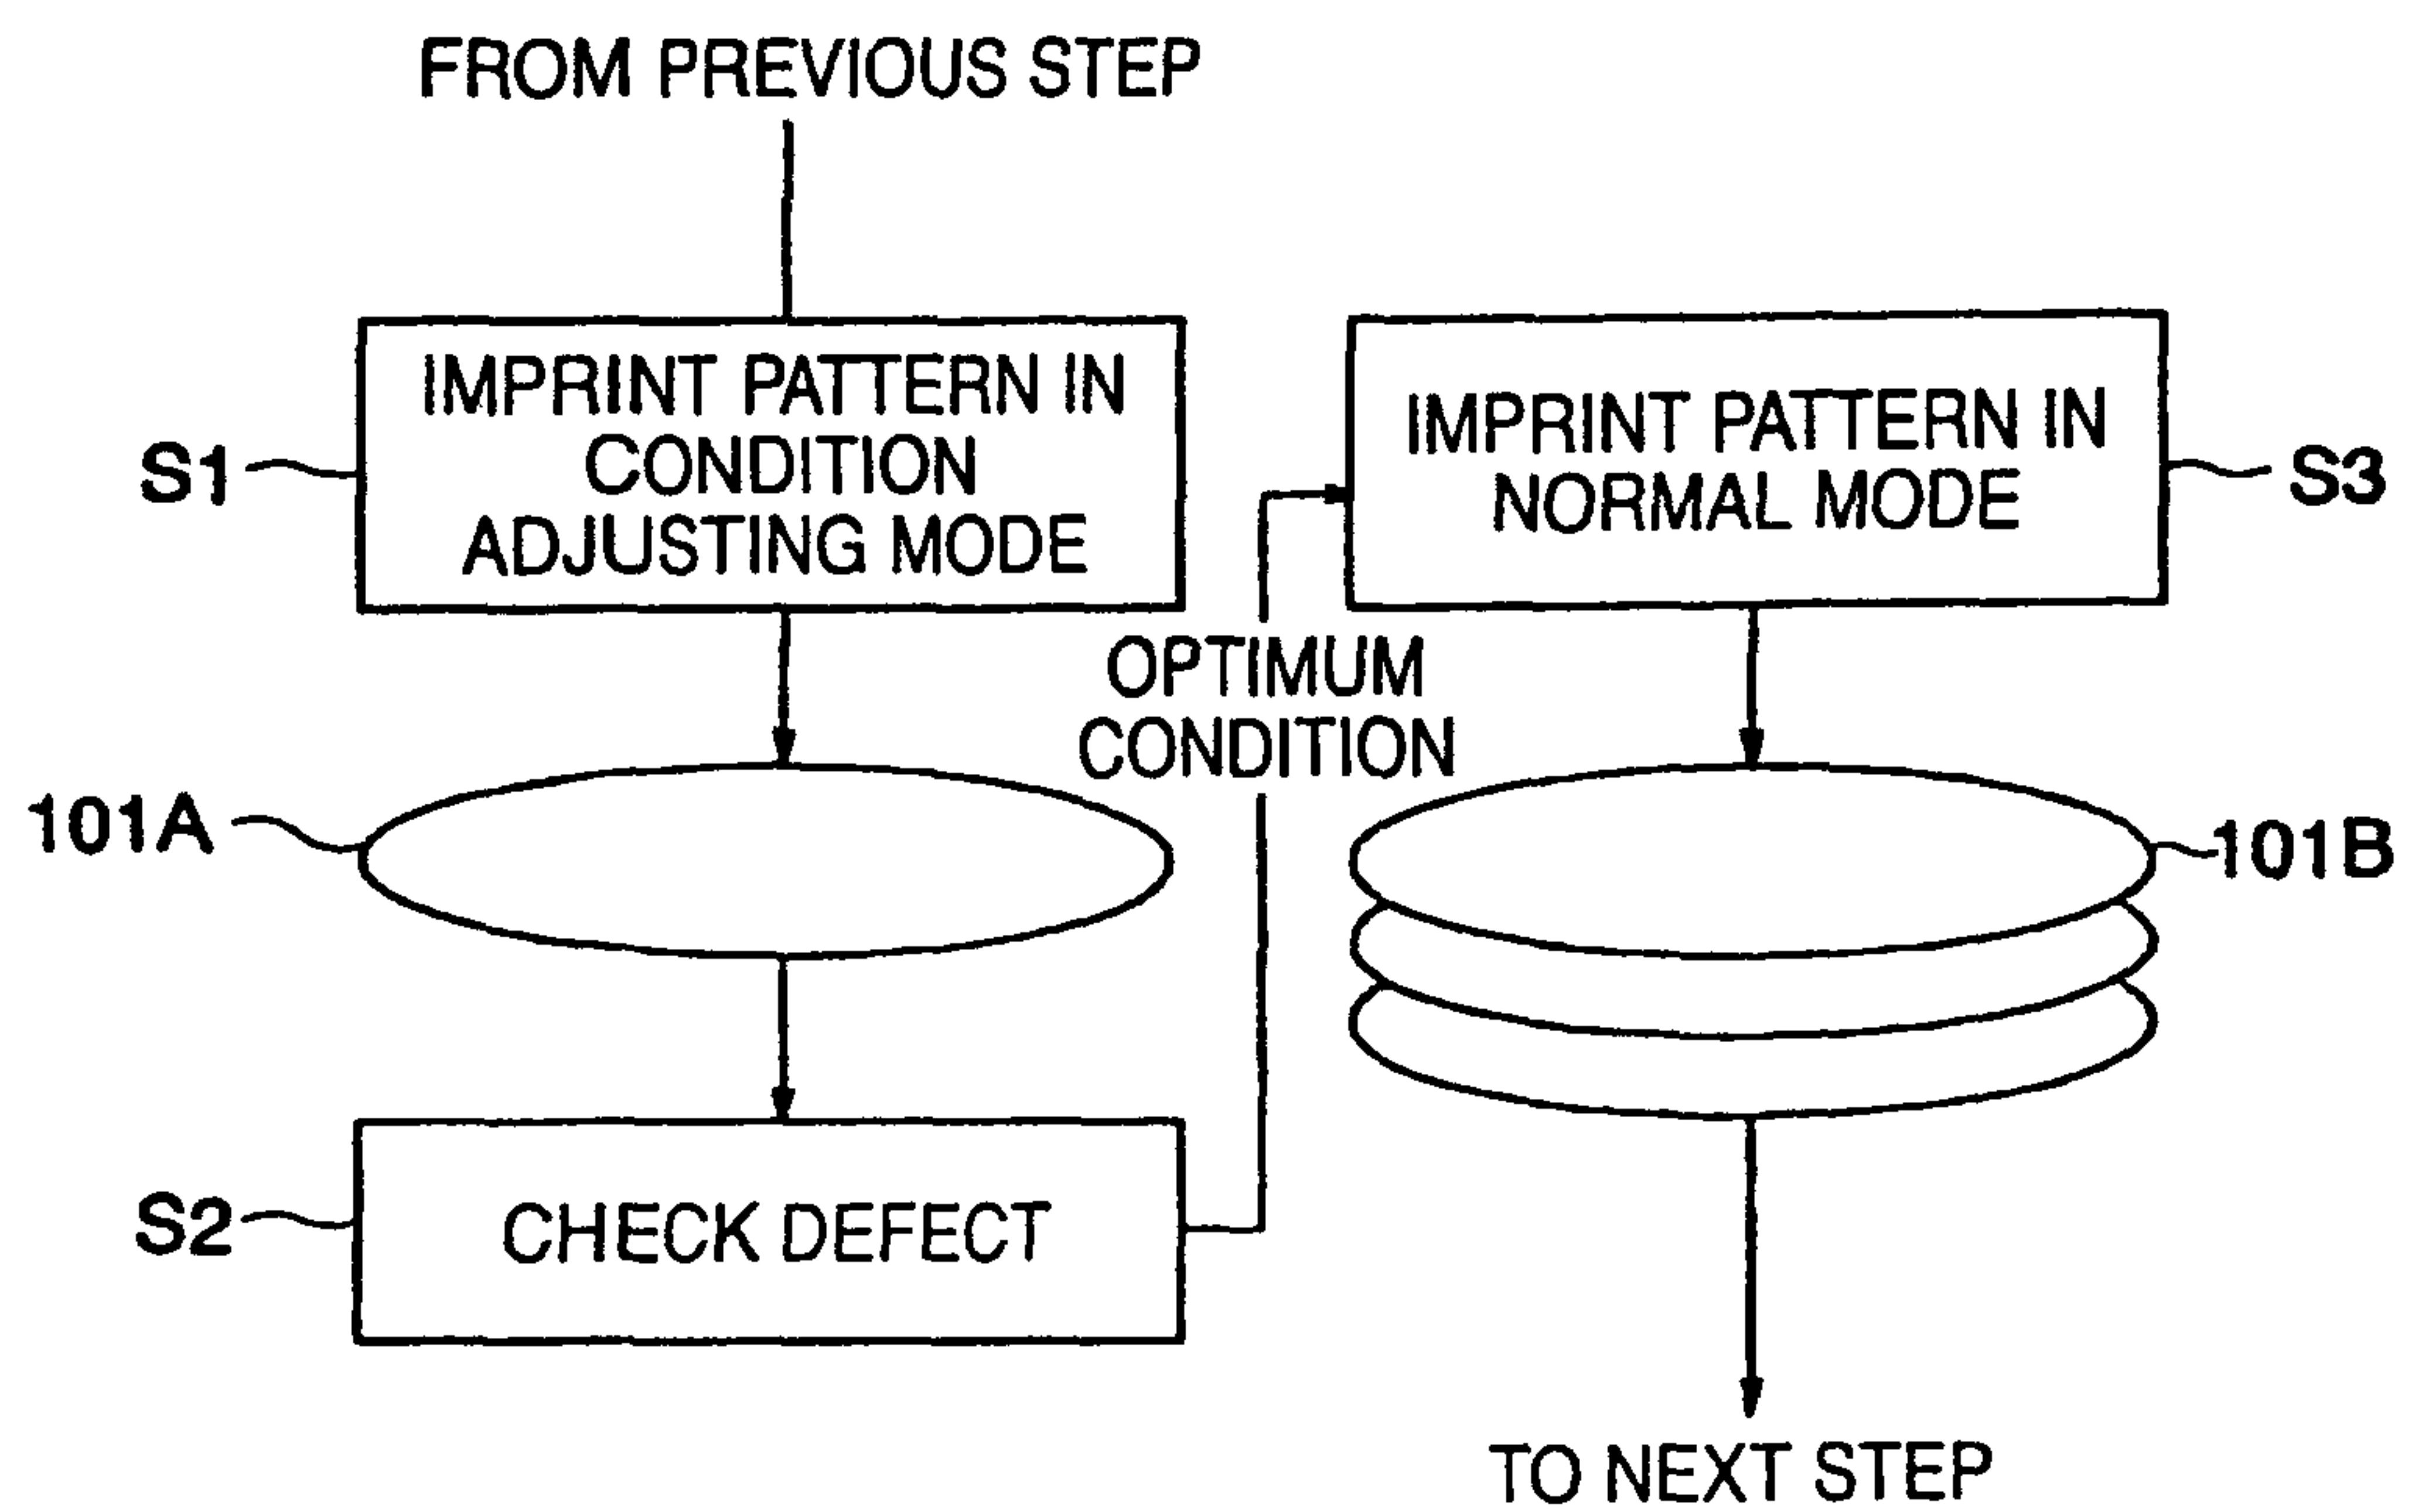 FROM PREVIOUS STEP
S1
IMPRINT PATTERN IN
CONDITION
ADJUSTING MODE
IMPRINT PATTERN IN
NORMAL MODE
S3
OPTIMUM
CONDITION
101A
101B
S2
CHECK DEFECT
TO NEXT STEP